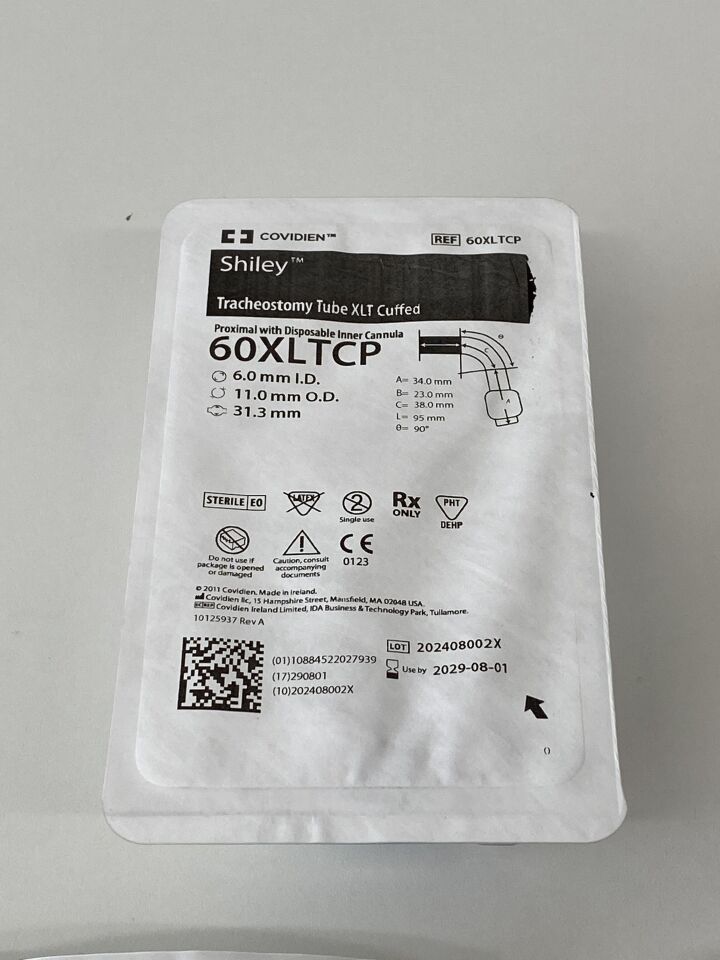 COVIDIEN™
REF 60XLTCP
Shiley™
Tracheostomy Tube XLT Cuffed
Proximal with Disposable Inner Cannula
60XLTCP
6.0 mm I.D.
11.0 mm O.D.
31.3 mm
θ
C
A
A= 34.0 mm
B= 23.0 mm
C= 38.0 mm
L= 95 mm
θ= 90°
STERILE EO
LATEX
2
Single use
Rx
ONLY
PHT
DEHP
Do not use if
package is opened
or damaged
Caution, consult
accompanying
documents
CE
0123
© 2011 Covidien. Made in Ireland.
Covidien llc, 15 Hampshire Street, Mansfield, MA 02048 USA.
EC REP Covidien Ireland Limited, IDA Business & Technology Park, Tullamore.
10125937 Rev A
(01)10884522027939
(17)290801
(10)202408002X
LOT 202408002X
Use by 2029-08-01
0